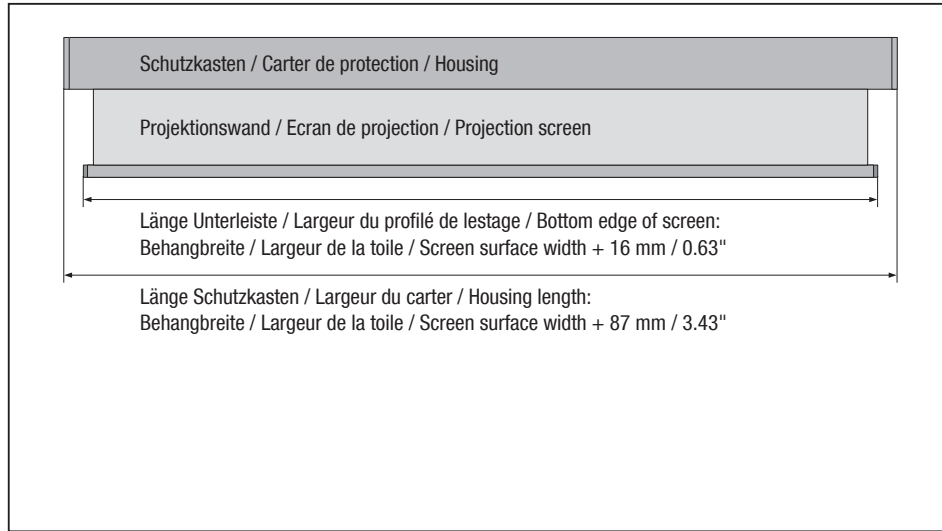 Schutzkasten / Carter de protection / Housing
Projektionswand / Ecran de projection / Projection screen
Länge Unterleiste / Largeur du profilé de lestage / Bottom edge of screen:
Behangbreite / Largeur de la toile / Screen surface width + 16 mm / 0.63"
Länge Schutzkasten / Largeur du carter / Housing length:
Behangbreite / Largeur de la toile / Screen surface width + 87 mm / 3.43"